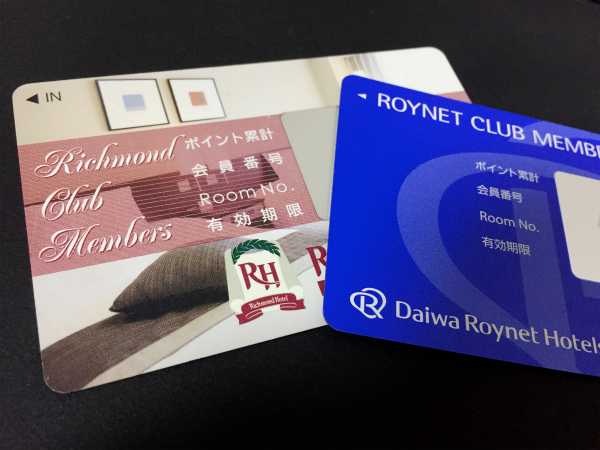 ◀ IN
Richmond
Club
Members
ポイント累計
会員番号
Room No.
有効期限
RH
Richmond Hotel
R
◀ ROYNET CLUB MEMBE
ポイント累計
会員番号
Room No.
有効期限
Daiwa Roynet Hotels